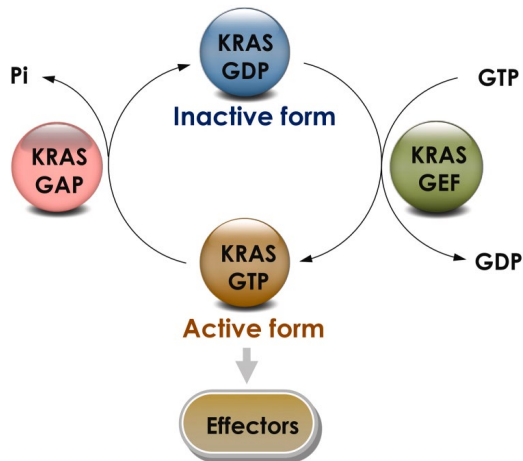 KRAS
GDP
Inactive form
Pi
GTP
KRAS
GAP
KRAS
GEF
KRAS
GTP
GDP
Active form
Effectors